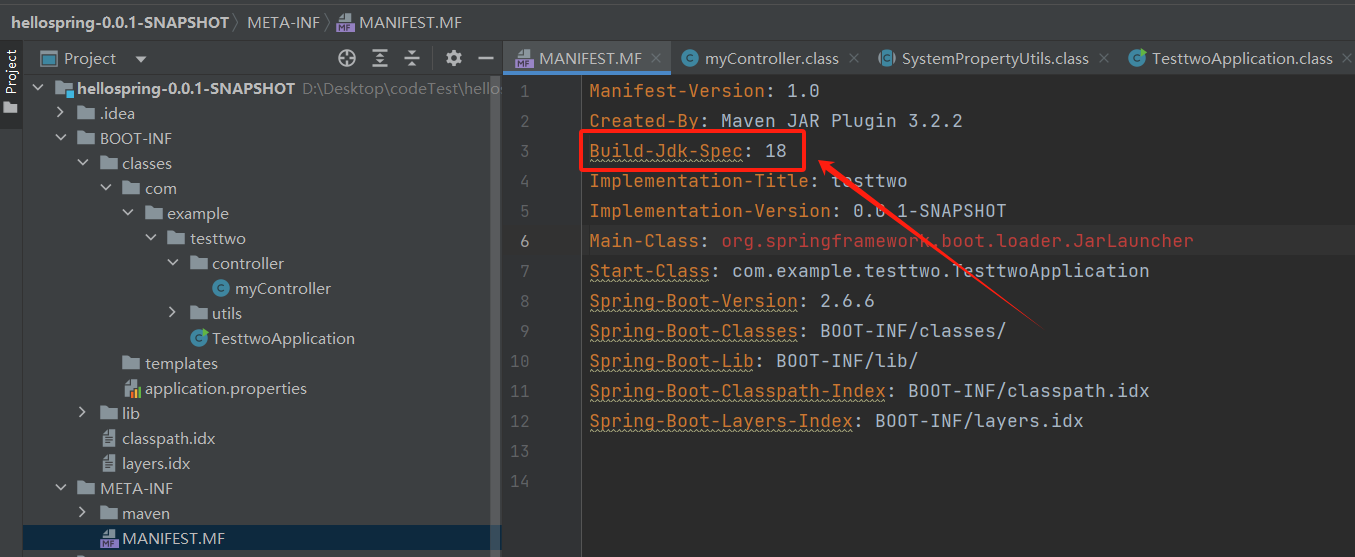 hellospring-0.0.1-SNAPSHOT 〉 META-INF 〉 MANIFEST.MF
Project
Project
MANIFEST.MF
myController.class
SystemPropertyUtils.class
TesttwoApplication.class
hellospring-0.0.1-SNAPSHOT D:\Desktop\codeTest\hellos
.idea
BOOT-INF
classes
com
example
testtwo
controller
myController
utils
TesttwoApplication
templates
application.properties
lib
classpath.idx
layers.idx
META-INF
maven
MANIFEST.MF
1 Manifest-Version: 1.0
2 Created-By: Maven JAR Plugin 3.2.2
3 Build-Jdk-Spec: 18
4 Implementation-Title: testtwo
5 Implementation-Version: 0.0.1-SNAPSHOT
6 Main-Class: org.springframework.boot.loader.JarLauncher
7 Start-Class: com.example.testtwo.TesttwoApplication
8 Spring-Boot-Version: 2.6.6
9 Spring-Boot-Classes: BOOT-INF/classes/
10 Spring-Boot-Lib: BOOT-INF/lib/
11 Spring-Boot-Classpath-Index: BOOT-INF/classpath.idx
12 Spring-Boot-Layers-Index: BOOT-INF/layers.idx
13
14